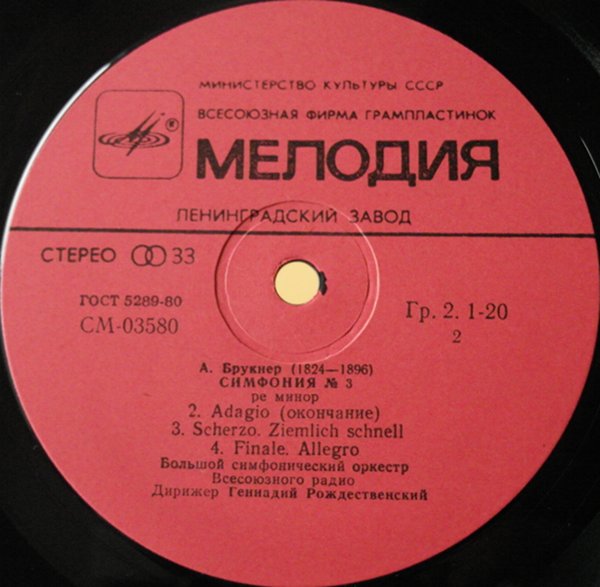 МИНИСТЕРСТВО КУЛЬТУРЫ СССР
ВСЕСОЮЗНАЯ ФИРМА ГРАМПЛАСТИНОК
®
МЕЛОДИЯ
ЛЕНИНГРАДСКИЙ ЗАВОД
СТЕРЕО 33
ГОСТ 5289-80
СМ-03580
Гр. 2. 1-20
2
А. Брукнер (1824—1896)
СИМФОНИЯ № 3
ре минор
2. Adagio (окончание)
3. Scherzo. Ziemlich schnell
4. Finale. Allegro
Большой симфонический оркестр
Всесоюзного радио
Дирижер Геннадий Рождественский